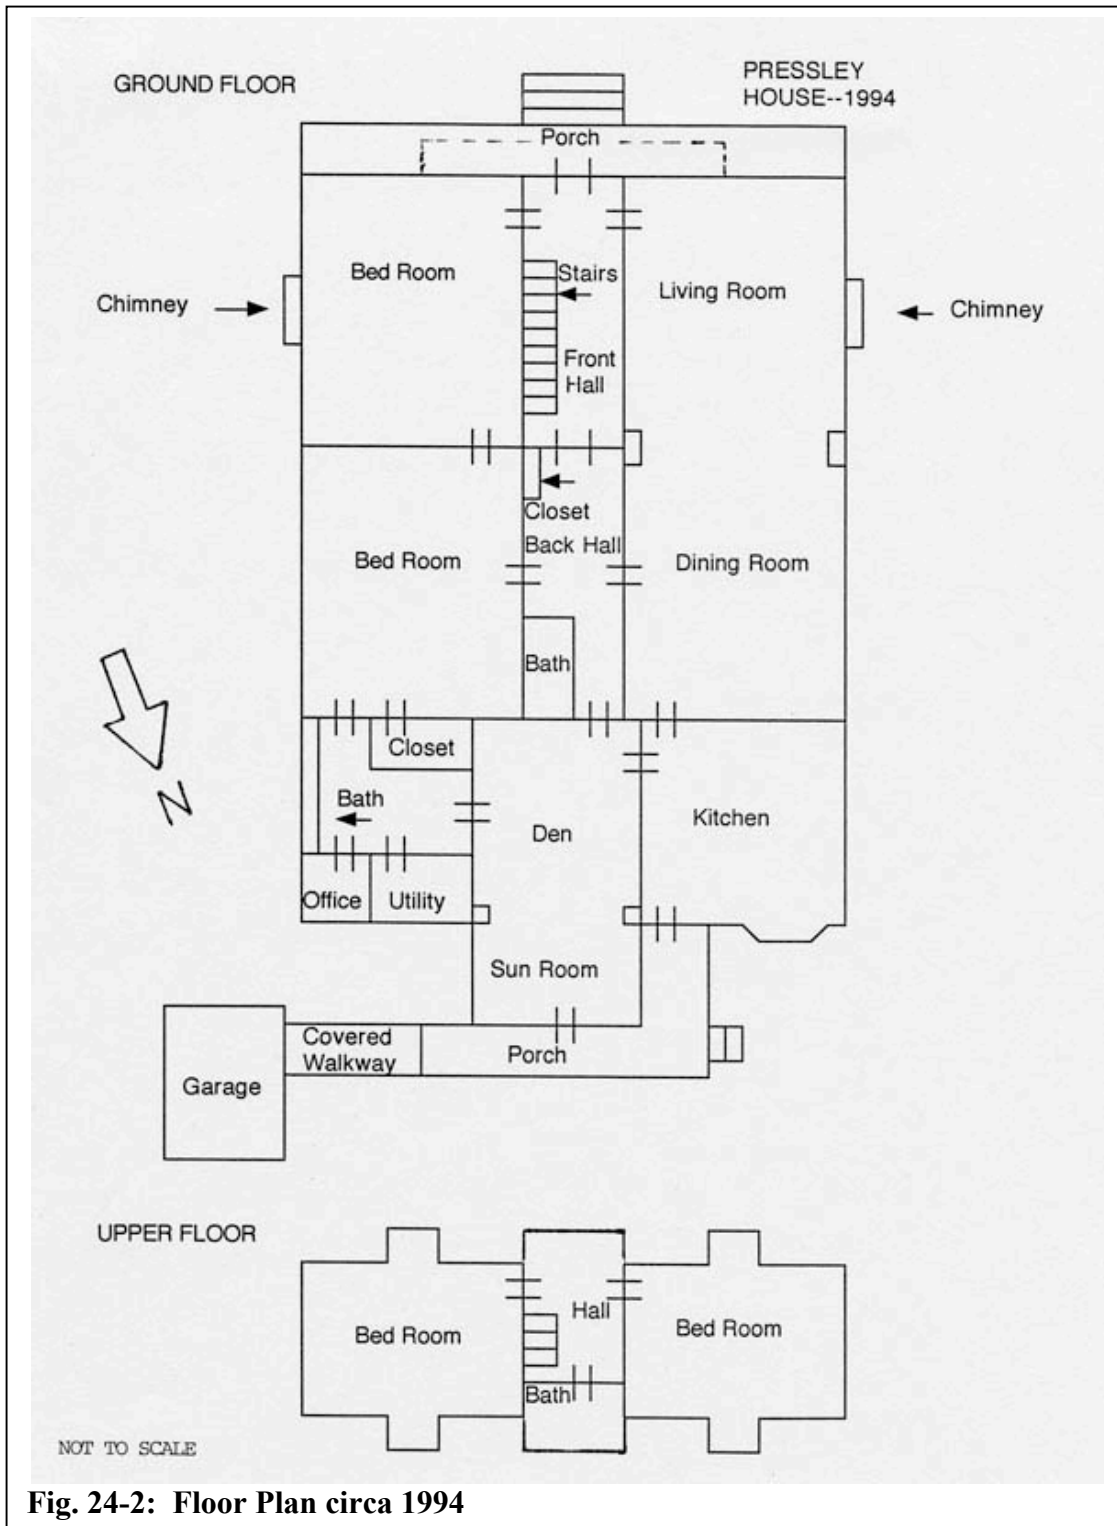 GROUND FLOOR
PRESSLEY
HOUSE--1994
Porch
Bed Room
Stairs
Living Room
Chimney
Chimney
Front
Hall
Closet
Back Hall
Bed Room
Dining Room
Bath
Closet
Bath
Den
Kitchen
N
Office
Utility
Sun Room
Covered
Walkway
Porch
Garage
UPPER FLOOR
Hall
Bed Room
Bed Room
Bath
NOT TO SCALE
Fig. 24-2: Floor Plan circa 1994